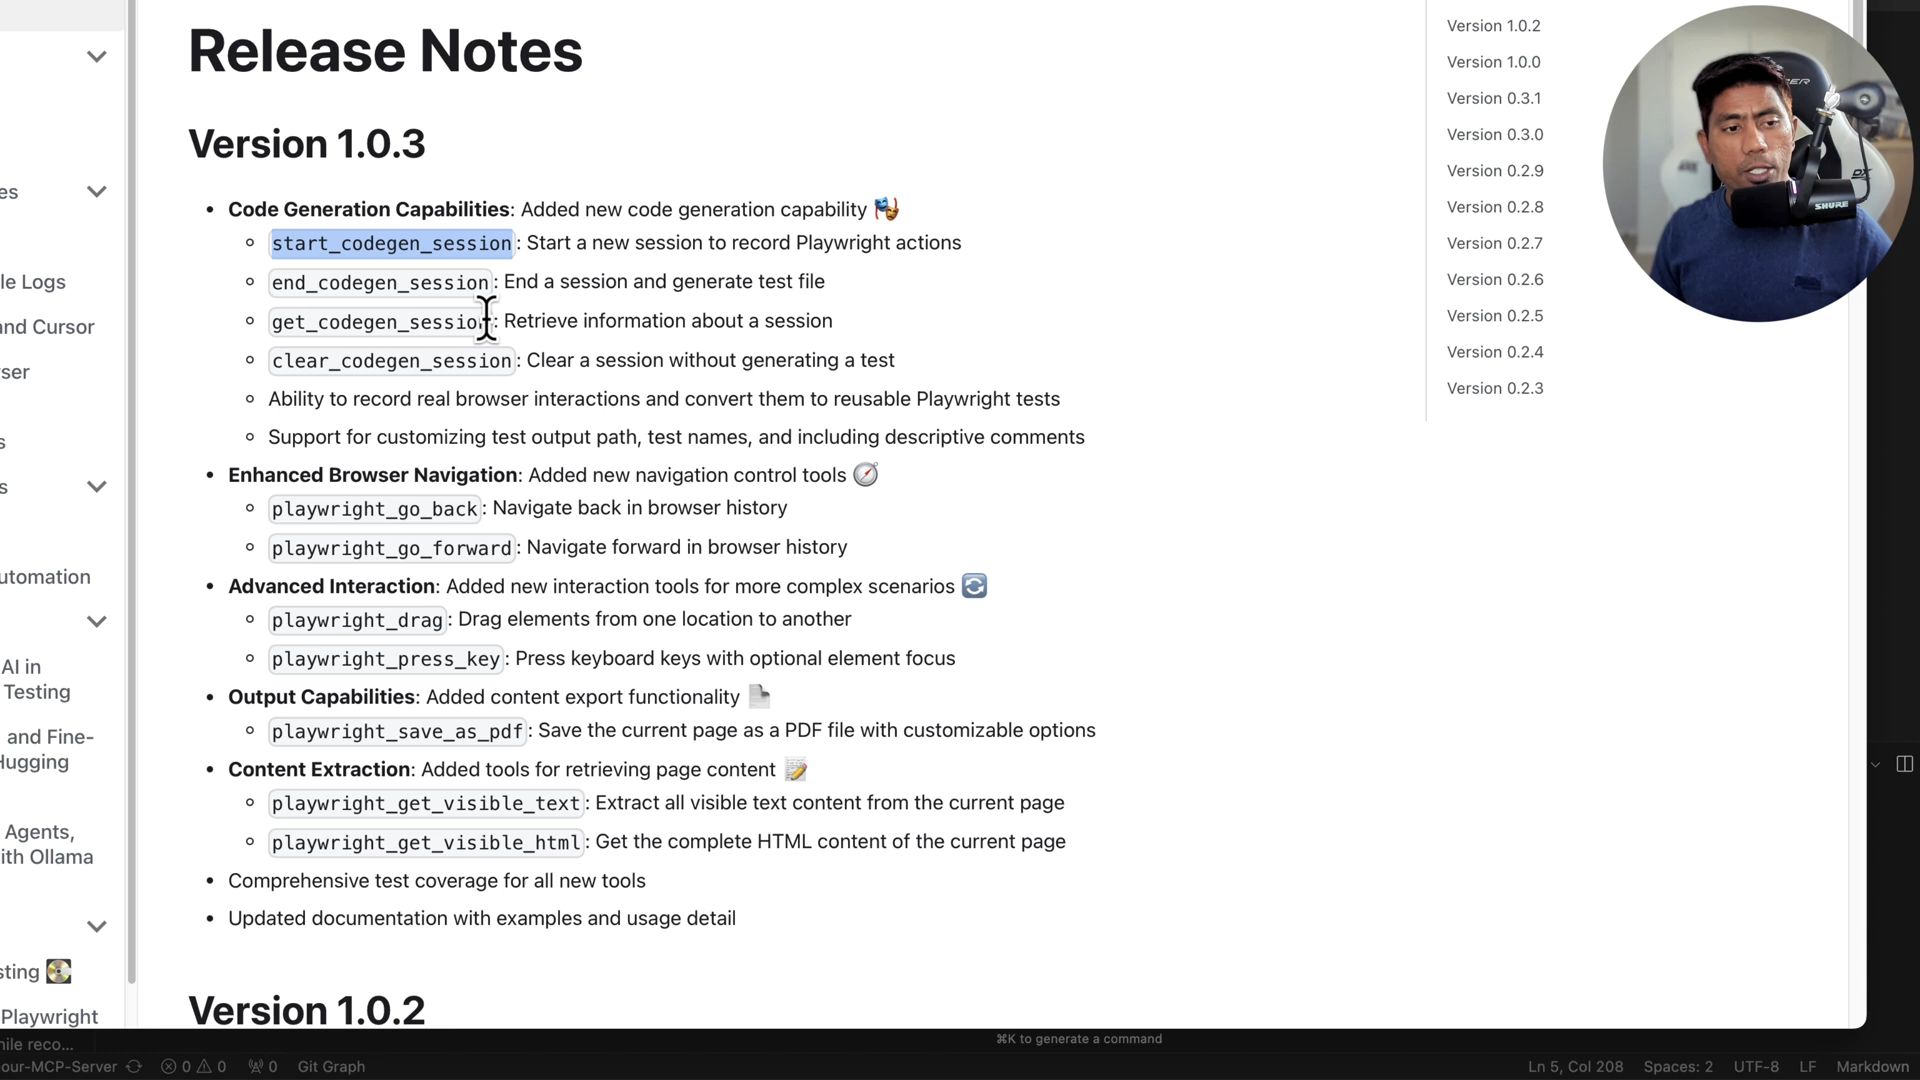 Release Notes
Version 1.0.3
Code Generation Capabilities: Added new code generation capability 🎭
start_codegen_session: Start a new session to record Playwright actions
end_codegen_session: End a session and generate test file
get_codegen_session: Retrieve information about a session
clear_codegen_session: Clear a session without generating a test
Ability to record real browser interactions and convert them to reusable Playwright tests
Support for customizing test output path, test names, and including descriptive comments
Enhanced Browser Navigation: Added new navigation control tools 🧭
playwright_go_back: Navigate back in browser history
playwright_go_forward: Navigate forward in browser history
Advanced Interaction: Added new interaction tools for more complex scenarios 🔄
playwright_drag: Drag elements from one location to another
playwright_press_key: Press keyboard keys with optional element focus
Output Capabilities: Added content export functionality 📄
playwright_save_as_pdf: Save the current page as a PDF file with customizable options
Content Extraction: Added tools for retrieving page content 📝
playwright_get_visible_text: Extract all visible text content from the current page
playwright_get_visible_html: Get the complete HTML content of the current page
Comprehensive test coverage for all new tools
Updated documentation with examples and usage detail
Version 1.0.2
es
le Logs
and Cursor
ser
s
s
utomation
AI in
Testing
and Fine-
Hugging
Agents,
ith Ollama
sting 📀
Playwright
Version 1.0.2
Version 1.0.0
Version 0.3.1
Version 0.3.0
Version 0.2.9
Version 0.2.8
Version 0.2.7
Version 0.2.6
Version 0.2.5
Version 0.2.4
Version 0.2.3
SHURE
DX
hile reco...
⌘K to generate a command
our-MCP-Server 0 0 0 Git Graph
Ln 5, Col 208 Spaces: 2 UTF-8 LF Markdown